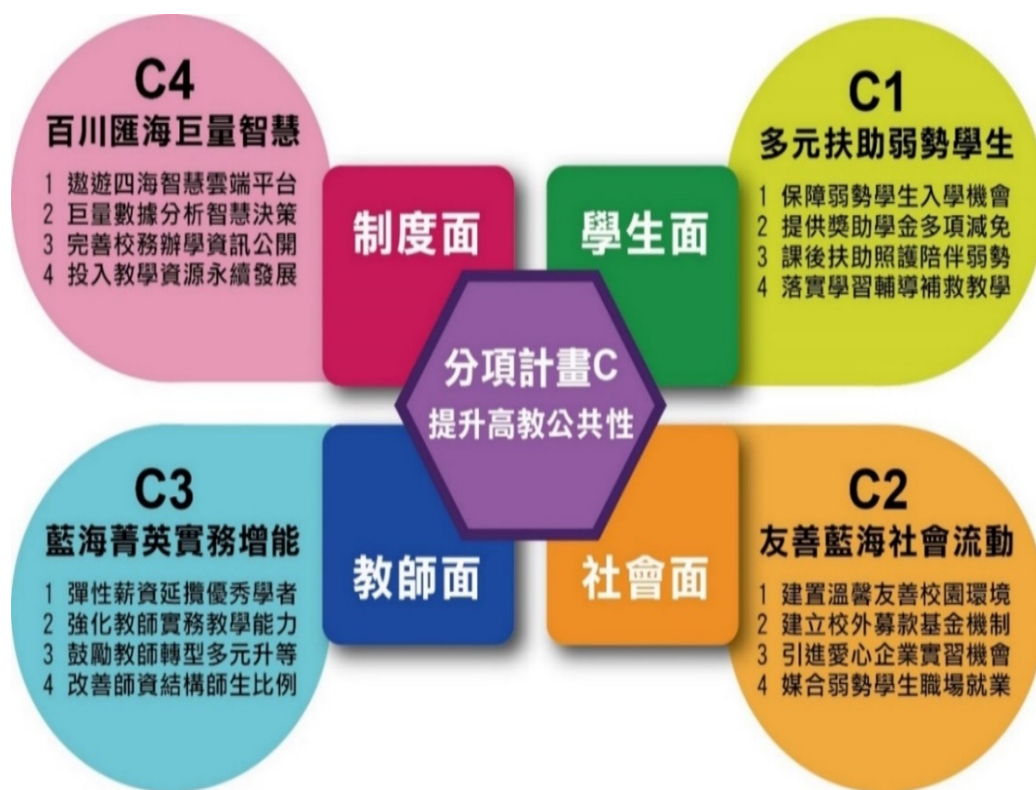 C4
百川匯海巨量智慧
1 遨遊四海智慧雲端平台
2 巨量數據分析智慧決策
3 完善校務辦學資訊公開
4 投入教學資源永續發展
制度面
學生面
C1
多元扶助弱勢學生
1 保障弱勢學生入學機會
2 提供獎助學金多項減免
3 課後扶助照護陪伴弱勢
4 落實學習輔導補救教學
分項計畫C
提升高教公共性
C3
藍海菁英實務增能
1 彈性薪資延攬優秀學者
2 強化教師實務教學能力
3 鼓勵教師轉型多元升等
4 改善師資結構師生比例
教師面
社會面
C2
友善藍海社會流動
1 建置溫馨友善校園環境
2 建立校外募款基金機制
3 引進愛心企業實習機會
4 媒合弱勢學生職場就業